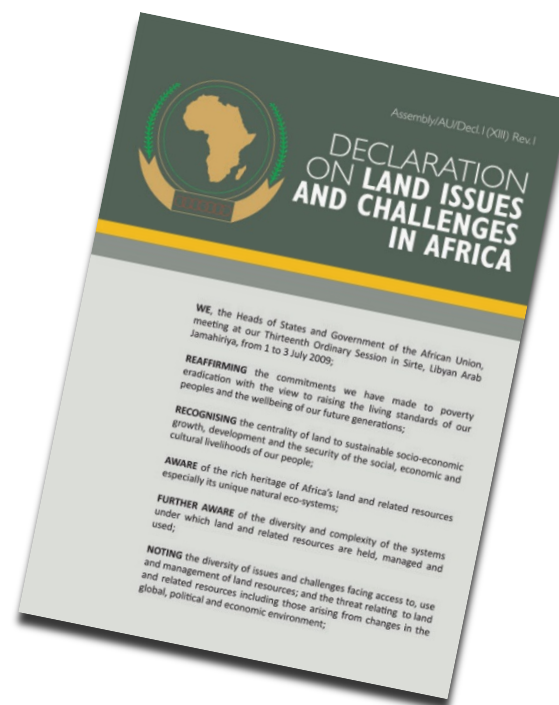 Assembly/AU/Decl.1(XIII) Rev.1
DECLARATION
ON LAND ISSUES
AND CHALLENGES
IN AFRICA
WE, the Heads of States and Government of the African Union,
meeting at our Thirteenth Ordinary Session in Sirte, Libyan Arab
Jamahiriya, from 1 to 3 July 2009;
REAFFIRMING the commitments we have made to poverty
eradication with the view to raising the living standards of our
peoples and the wellbeing of our future generations;
RECOGNISING the centrality of land to sustainable socio-economic
growth, development and the security of the social, economic and
cultural livelihoods of our people;
AWARE of the rich heritage of Africa's land and related resources
especially its unique natural eco-systems;
FURTHER AWARE of the diversity and complexity of the systems
under which land and related resources are held, managed and
used;
NOTING the diversity of issues and challenges facing access to, use
and management of land resources; and the threat relating to land
and related resources including those arising from changes in the
global, political and economic environment;